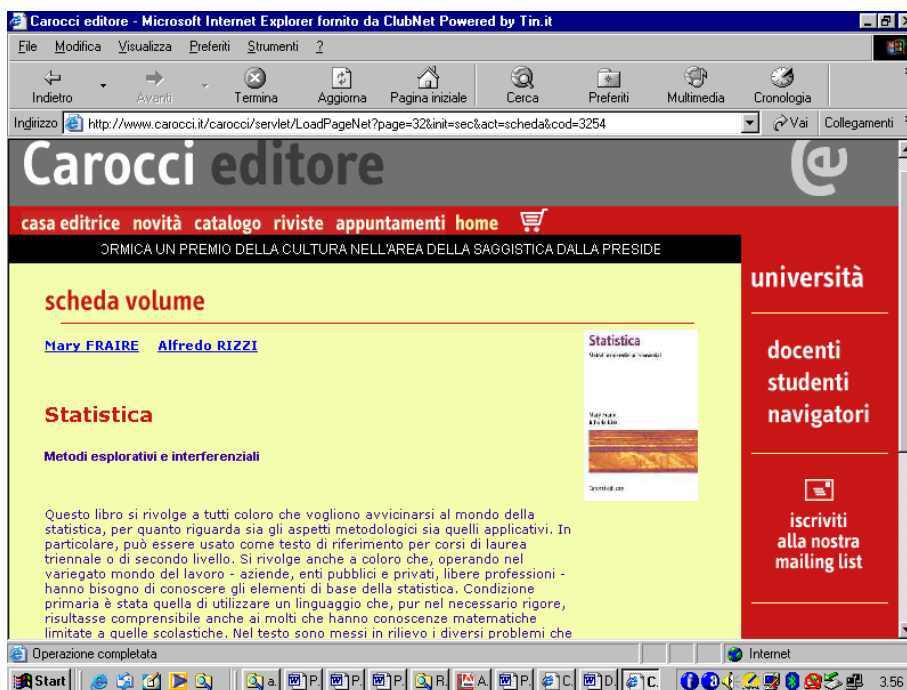 Carocci editore - Microsoft Internet Explorer fornito da ClubNet Powered by Tin.it
File Modifica Visualizza Preferiti Strumenti ?
Indietro Avanti Termina Aggiorna Pagina iniziale Cerca Preferiti Multimedia Cronologia
Indirizzo http://www.carocci.it/carocci/servlet/LoadPageNet?page=32&init=sec&act=scheda&cod=3254 Vai Collegamenti
Carocci editore
casa editrice novità catalogo riviste appuntamenti home
ORMICA UN PREMIO DELLA CULTURA NELL'AREA DELLA SAGGISTICA DALLA PRESIDE
scheda volume
Mary FRAIRE Alfredo RIZZI
Statistica
Metodi esplorativi e interferenziali
Questo libro si rivolge a tutti coloro che vogliono avvicinarsi al mondo della
statistica, per quanto riguarda sia gli aspetti metodologici sia quelli applicativi. In
particolare, può essere usato come testo di riferimento per corsi di laurea
triennale o di secondo livello. Si rivolge anche a coloro che, operando nel
variegato mondo del lavoro - aziende, enti pubblici e privati, libere professioni -
hanno bisogno di conoscere gli elementi di base della statistica. Condizione
primaria è stata quella di utilizzare un linguaggio che, pur nel necessario rigore,
risultasse comprensibile anche ai molti che hanno conoscenze matematiche
limitate a quelle scolastiche. Nel testo sono messi in rilievo i diversi problemi che
Statistica
università
docenti
studenti
navigatori
iscriviti
alla nostra
mailing list
Operazione completata Internet
Start a. P. P. P. R. A. P. C. D. C. 3.56